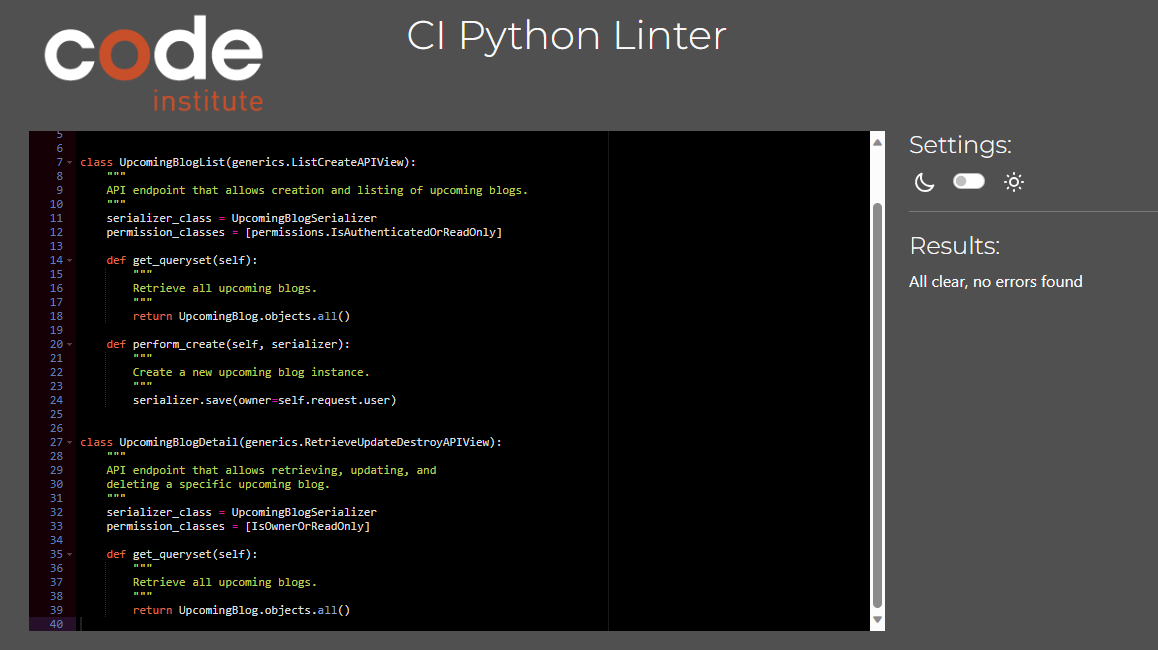 code
institute
CI Python Linter
5
6
7 class UpcomingBlogList(generics.ListCreateAPIView):
8 """
9 API endpoint that allows creation and listing of upcoming blogs.
10 """
11 serializer_class = UpcomingBlogSerializer
12 permission_classes = [permissions.IsAuthenticatedOrReadOnly]
13
14 def get_queryset(self):
15 """
16 Retrieve all upcoming blogs.
17 """
18 return UpcomingBlog.objects.all()
19
20 def perform_create(self, serializer):
21 """
22 Create a new upcoming blog instance.
23 """
24 serializer.save(owner=self.request.user)
25
26
27 class UpcomingBlogDetail(generics.RetrieveUpdateDestroyAPIView):
28 """
29 API endpoint that allows retrieving, updating, and
30 deleting a specific upcoming blog.
31 """
32 serializer_class = UpcomingBlogSerializer
33 permission_classes = [IsOwnerOrReadOnly]
34
35 def get_queryset(self):
36 """
37 Retrieve all upcoming blogs.
38 """
39 return UpcomingBlog.objects.all()
40
Settings:
Results:
All clear, no errors found